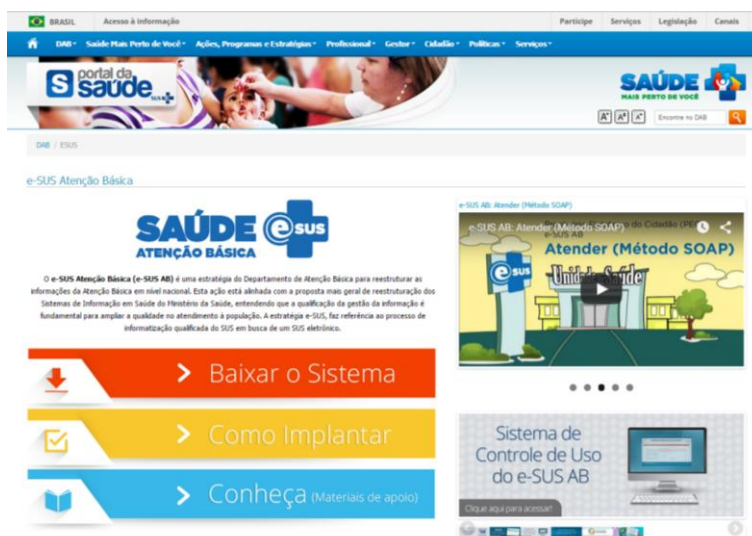 BRASIL Acesso à informação Participe Serviços Legislação Canais
DAB Saúde Mais Perto de Você Ações, Programas e Estratégias Profissional Gestor Cidadão Políticas Serviços
S portal da saúde SUS
SAÚDE
MAIS PERTO DE VOCÊ
A A A Encontre no DAB
DAB / ESUS
e-SUS Atenção Básica
SAÚDE e sus
ATENÇÃO BÁSICA
O e-SUS Atenção Básica (e-SUS AB) é uma estratégia do Departamento de Atenção Básica para reestruturar as
informações da Atenção Básica em nível nacional. Esta ação está alinhada com a proposta mais geral de reestruturação dos
Sistemas de Informação em Saúde do Ministério da Saúde, entendendo que a qualificação da gestão da informação é
fundamental para ampliar a qualidade no atendimento à população. A estratégia e-SUS, faz referência ao processo de
informatização qualificada do SUS em busca de um SUS eletrônico.
> Baixar o Sistema
> Como Implantar
> Conheça (Materiais de apoio)
e-SUS AB: Atender (Método SOAP)
e-SUS AB: Atender (Método SOAP)
do Cidadão (PEC)
e-SUS AB
Atender (Método SOAP)
e sus
Unidade Saúde
Sistema de
Controle de Uso
do e-SUS AB
Clique aqui para acessar!